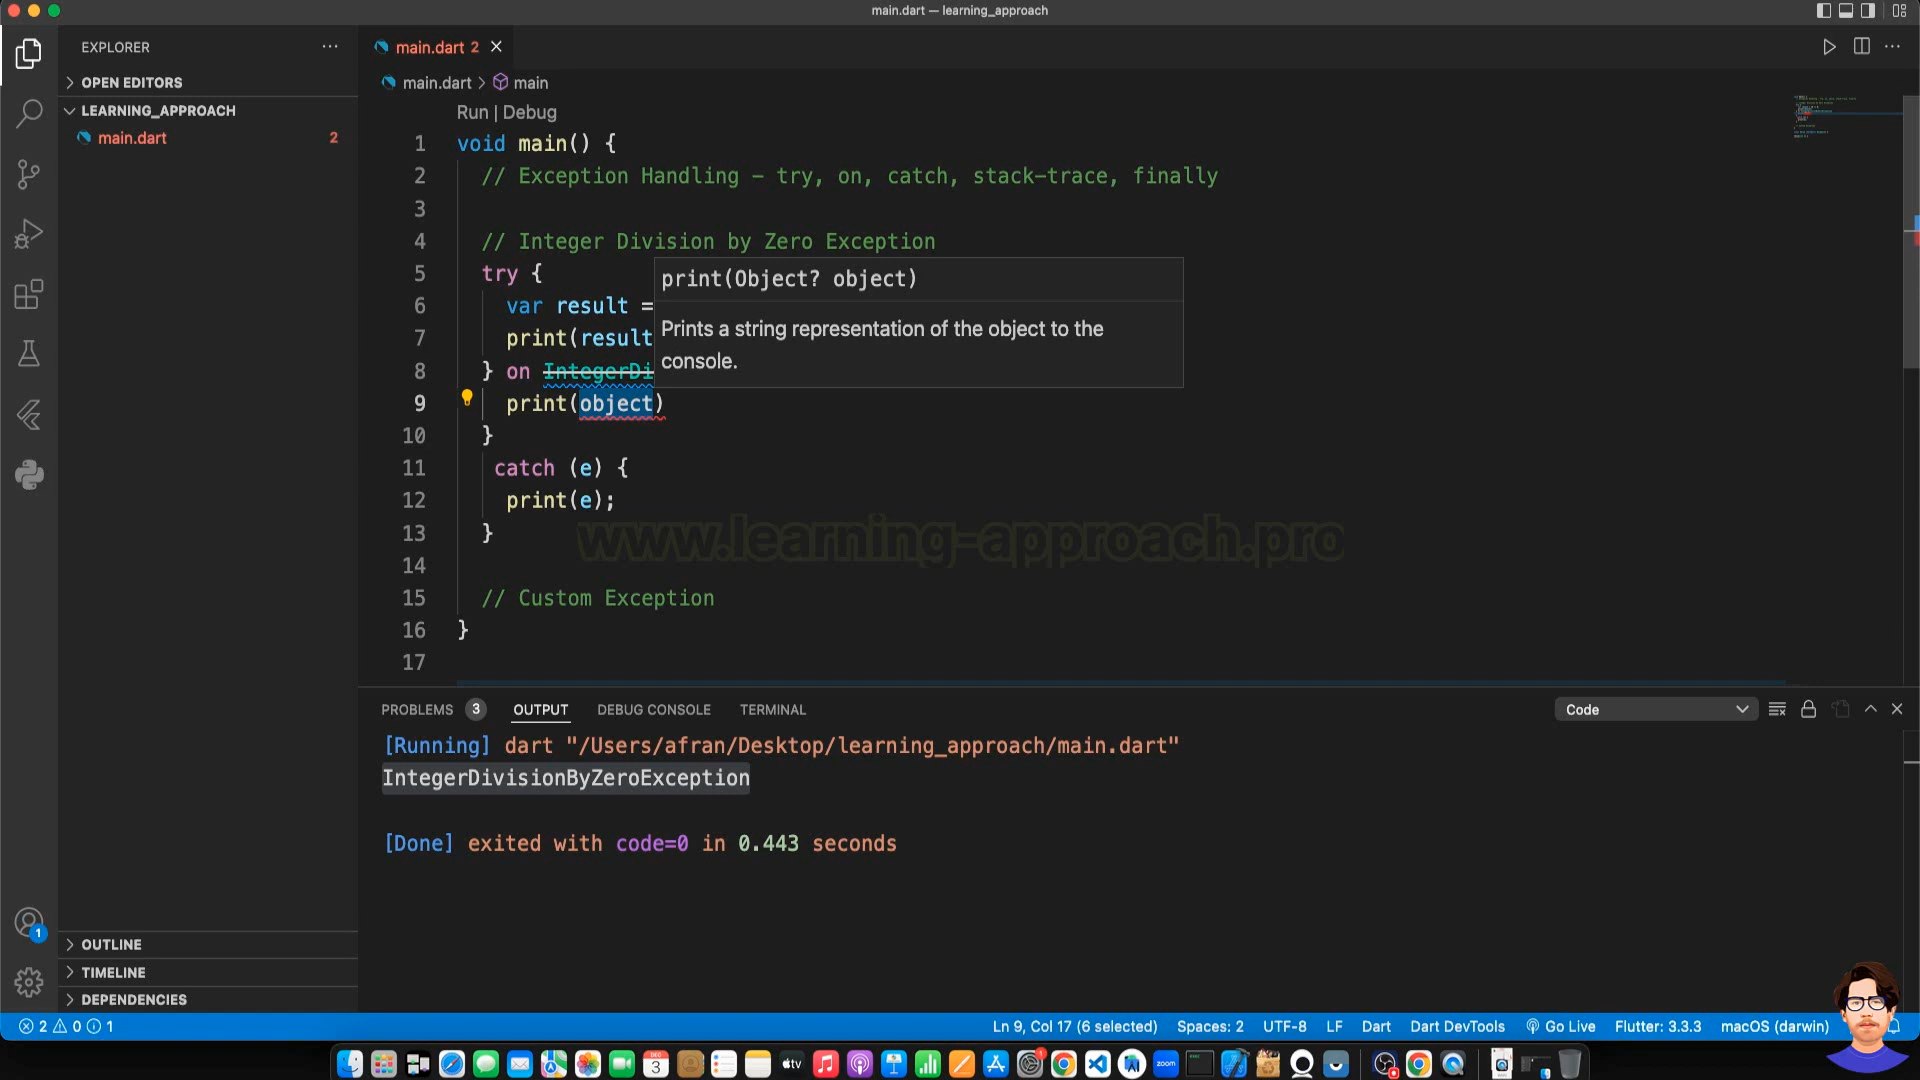 main.dart — learning_approach
EXPLORER
OPEN EDITORS
LEARNING_APPROACH
main.dart 2
main.dart 2
main.dart > main
Run | Debug
1 void main() {
2 // Exception Handling - try, on, catch, stack-trace, finally
3
4 // Integer Division by Zero Exception
5 try {
6 var result =
7 print(result
8 } on IntegerDi
9 print(object)
10 }
11 catch (e) {
12 print(e);
13 }
14
15 // Custom Exception
16 }
17
print(Object? object)
Prints a string representation of the object to the
console.
www.learning-approach.pro
PROBLEMS 3 OUTPUT DEBUG CONSOLE TERMINAL
Code
[Running] dart "/Users/afran/Desktop/learning_approach/main.dart"
IntegerDivisionByZeroException
[Done] exited with code=0 in 0.443 seconds
1
OUTLINE
TIMELINE
DEPENDENCIES
2 0 1
Ln 9, Col 17 (6 selected) Spaces: 2 UTF-8 LF Dart Dart DevTools Go Live Flutter: 3.3.3 macOS (darwin)
DEC
3
tv
1
zoom